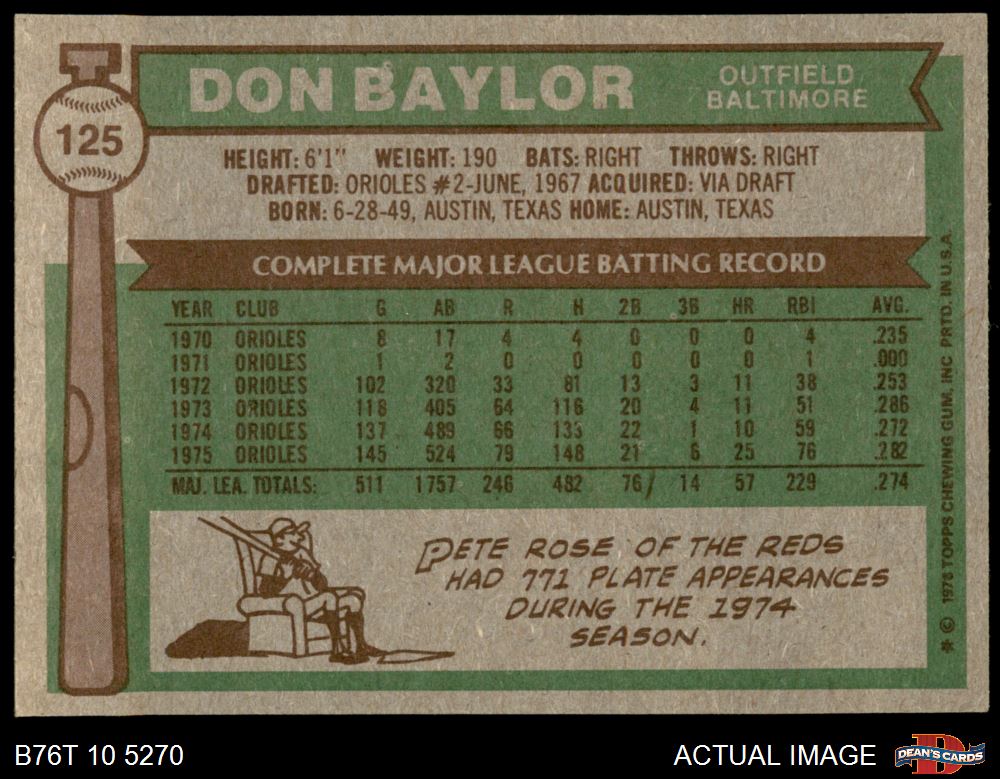 DON BAYLOR
OUTFIELD
BALTIMORE
125
HEIGHT: 6'1" WEIGHT: 190 BATS: RIGHT THROWS: RIGHT
DRAFTED: ORIOLES #2-JUNE, 1967 ACQUIRED: VIA DRAFT
BORN: 6-28-49, AUSTIN, TEXAS HOME: AUSTIN, TEXAS
COMPLETE MAJOR LEAGUE BATTING RECORD
YEAR CLUB G AB R H 2B 3B HR RBI AVG.
1970 ORIOLES 8 17 4 4 0 0 0 4 .235
1971 ORIOLES 1 2 0 0 0 0 0 1 .000
1972 ORIOLES 102 320 33 81 13 3 11 38 .253
1973 ORIOLES 118 405 64 116 20 4 11 51 .286
1974 ORIOLES 137 489 66 133 22 1 10 59 .272
1975 ORIOLES 145 524 79 148 21 6 25 76 .282
MAJ. LEA. TOTALS: 511 1757 246 482 76 14 57 229 .274
PETE ROSE OF THE REDS
HAD 771 PLATE APPEARANCES
DURING THE 1974
SEASON.
* © 1976 TOPPS CHEWING GUM, INC PRTD. IN U.S.A.
B76T 10 5270
ACTUAL IMAGE
D
DEAN'S CARDS